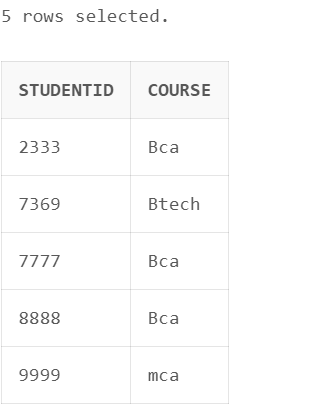 5 rows selected.
STUDENTID COURSE
2333 Bca
7369 Btech
7777 Bca
8888 Bca
9999 mca